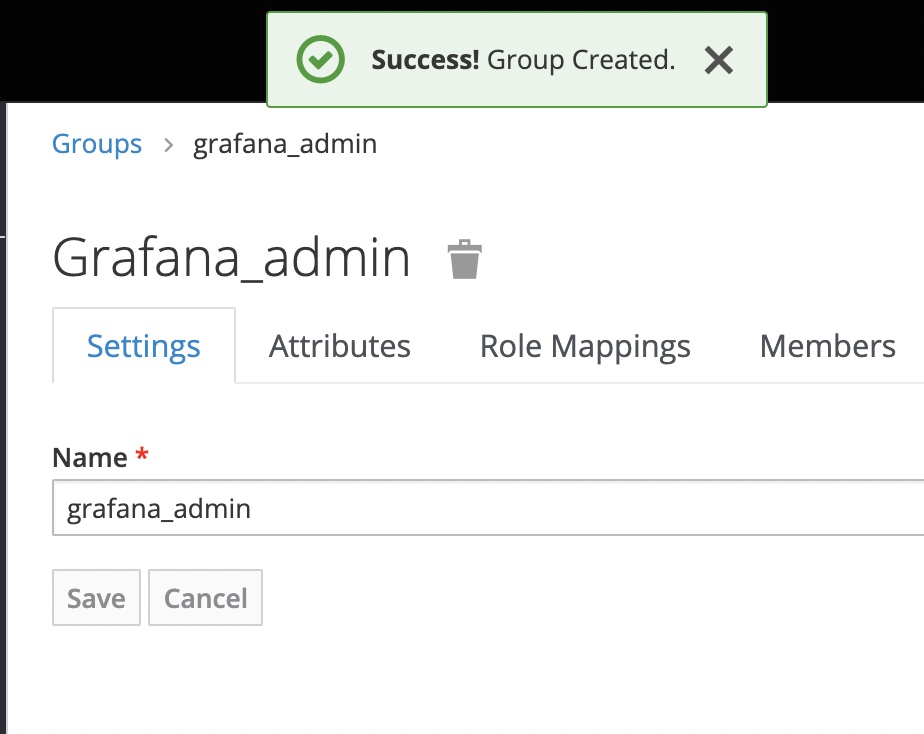 Success! Group Created.
Groups > grafana_admin
Grafana_admin
Settings Attributes Role Mappings Members
Name *
grafana_admin
Save Cancel